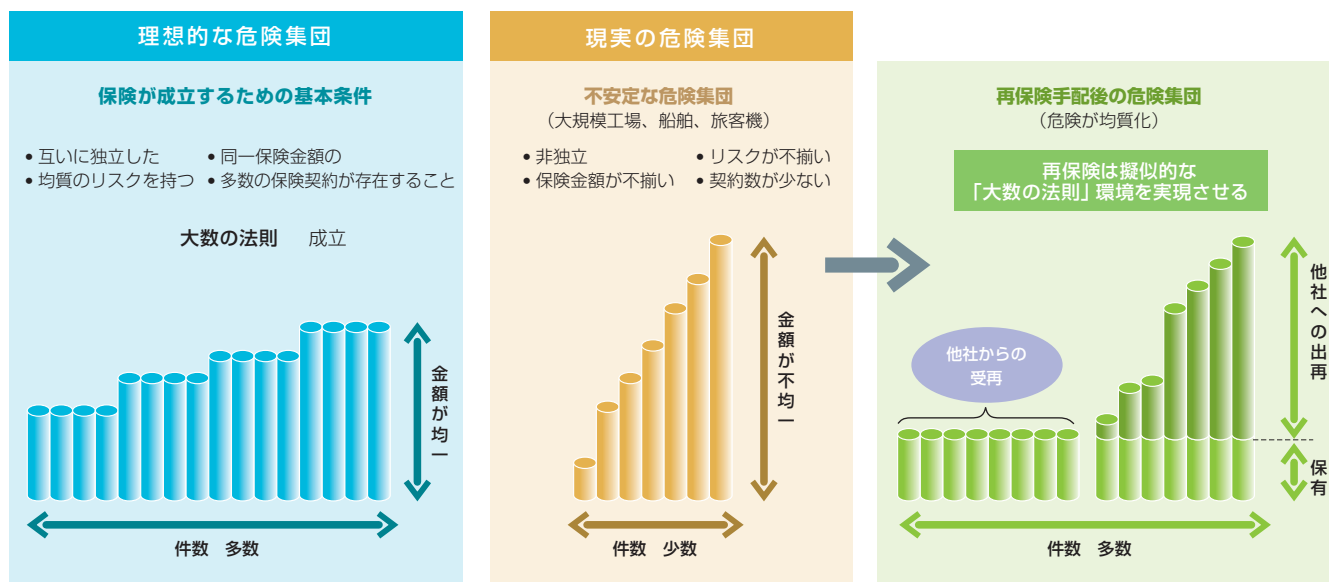 理想的な危険集団
保険が成立するための基本条件
• 互いに独立した
• 均質のリスクを持つ
• 同一保険金額の
• 多数の保険契約が存在すること
大数の法則　成立
金額が均一
件数　多数
現実の危険集団
不安定な危険集団
（大規模工場、船舶、旅客機）
• 非独立
• 保険金額が不揃い
• リスクが不揃い
• 契約数が少ない
金額が不均一
件数　少数
再保険手配後の危険集団
（危険が均質化）
再保険は擬似的な
「大数の法則」環境を実現させる
他社からの
受再
他社への出再
保有
件数　多数